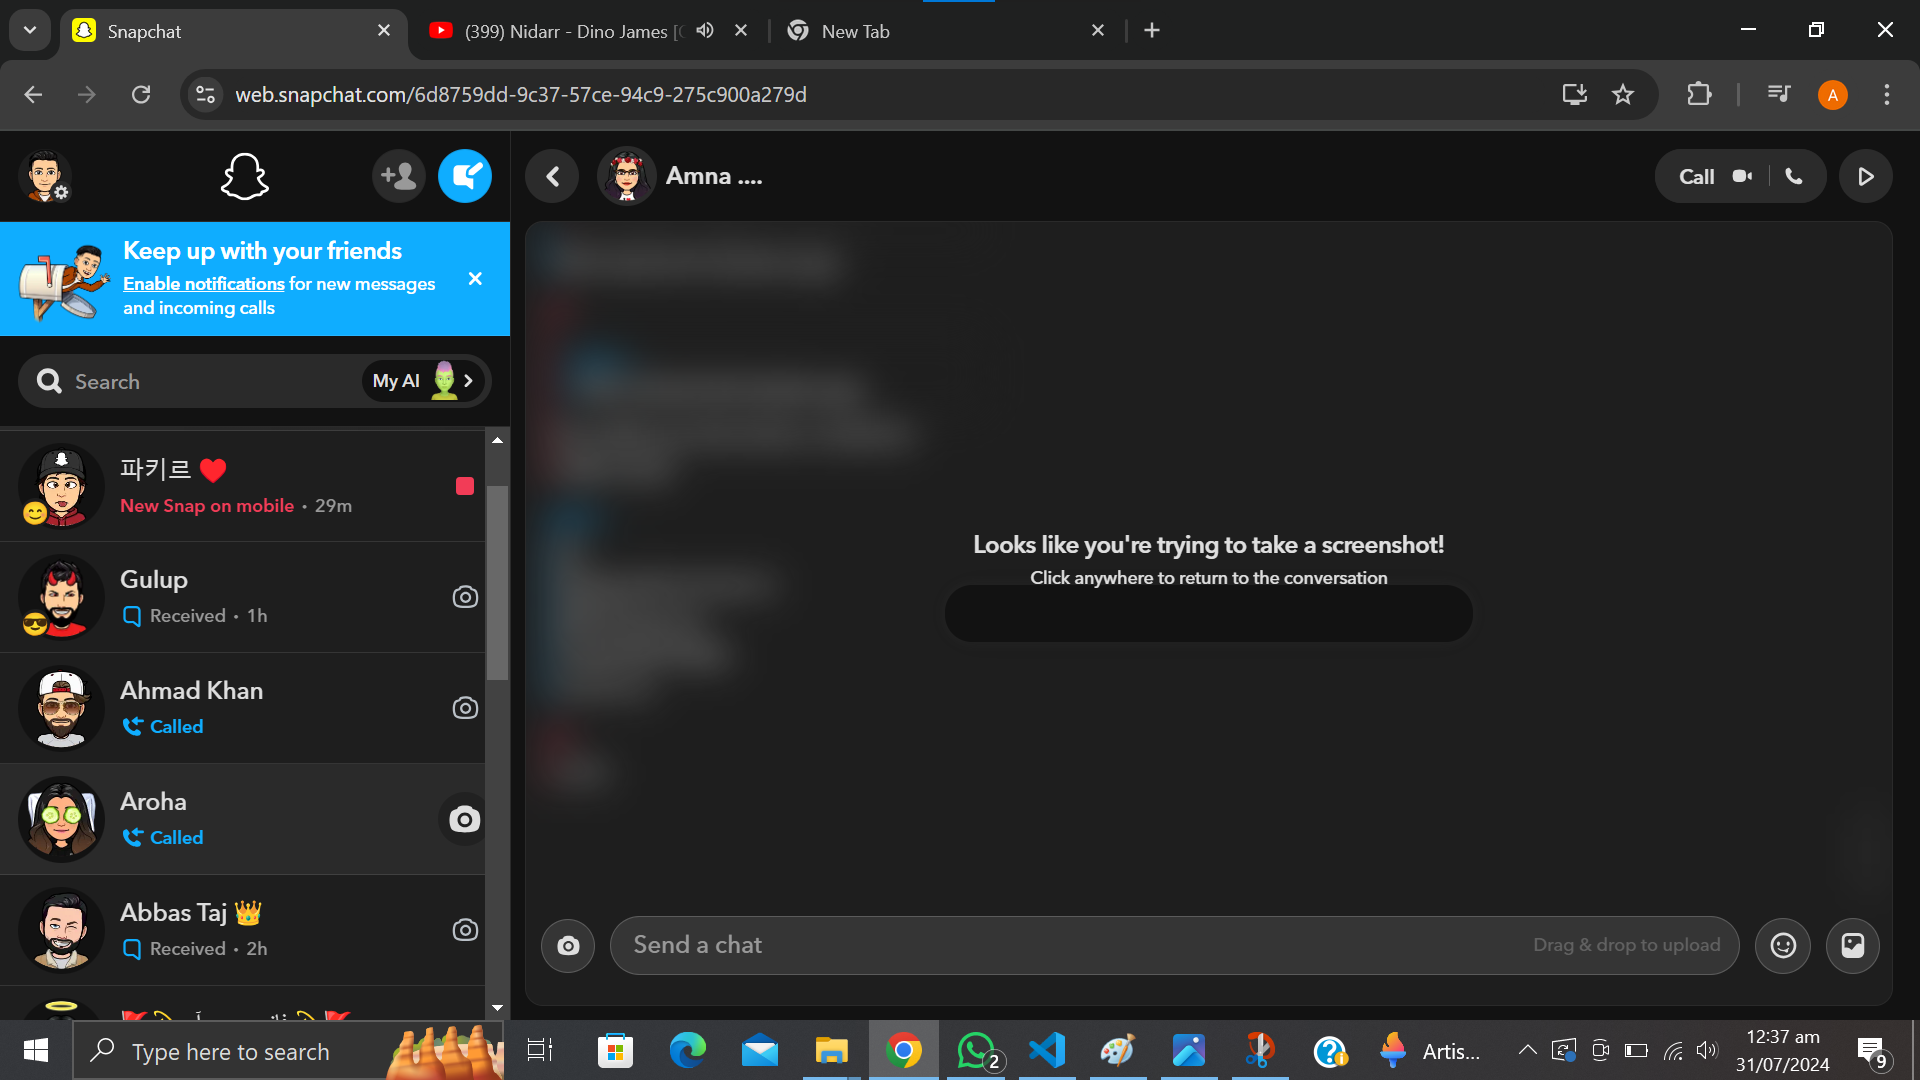 Snapchat
(399) Nidarr - Dino James [
New Tab
web.snapchat.com/6d8759dd-9c37-57ce-94c9-275c900a279d
A
Keep up with your friends
Enable notifications for new messages
and incoming calls
Search
My AI
파키르 ❤️
New Snap on mobile · 29m
Gulup
Received · 1h
Ahmad Khan
Called
Aroha
Called
Abbas Taj 👑
Received · 2h
Amna ....
Call
Looks like you're trying to take a screenshot!
Click anywhere to return to the conversation
Send a chat
Drag & drop to upload
Type here to search
2
Artis...
12:37 am
31/07/2024
9